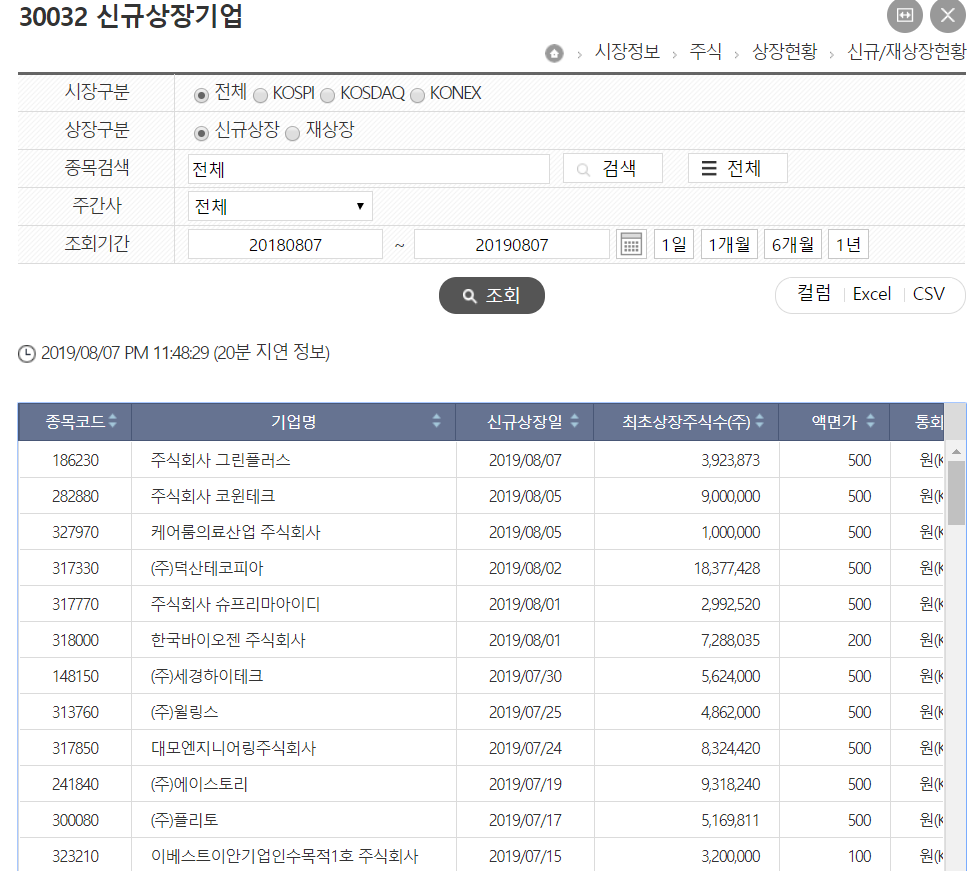 30032 신규상장기업
시장정보 > 주식 > 상장현황 > 신규/재상장현황
시장구분 전체 KOSPI KOSDAQ KONEX
상장구분 신규상장 재상장
종목검색 전체 검색 전체
주간사 전체
조회기간 20180807 ~ 20190807 1일 1개월 6개월 1년
조회 컬럼 Excel CSV
2019/08/07 PM 11:48:29 (20분 지연 정보)
종목코드 기업명 신규상장일 최초상장주식수(주) 액면가 통화
186230 주식회사 그린플러스 2019/08/07 3,923,873 500 원(K
282880 주식회사 코윈테크 2019/08/05 9,000,000 500 원(K
327970 케어룸의료산업 주식회사 2019/08/05 1,000,000 500 원(K
317330 (주)덕산테코피아 2019/08/02 18,377,428 500 원(K
317770 주식회사 슈프리마아이디 2019/08/01 2,992,520 500 원(K
318000 한국바이오젠 주식회사 2019/08/01 7,288,035 200 원(K
148150 (주)세경하이테크 2019/07/30 5,624,000 500 원(K
313760 (주)윌링스 2019/07/25 4,862,000 500 원(K
317850 대모엔지니어링주식회사 2019/07/24 8,324,420 500 원(K
241840 (주)에이스토리 2019/07/19 9,318,240 500 원(K
300080 (주)플리토 2019/07/17 5,169,811 500 원(K
323210 이베스트이안기업인수목적1호 주식회사 2019/07/15 3,200,000 100 원(K